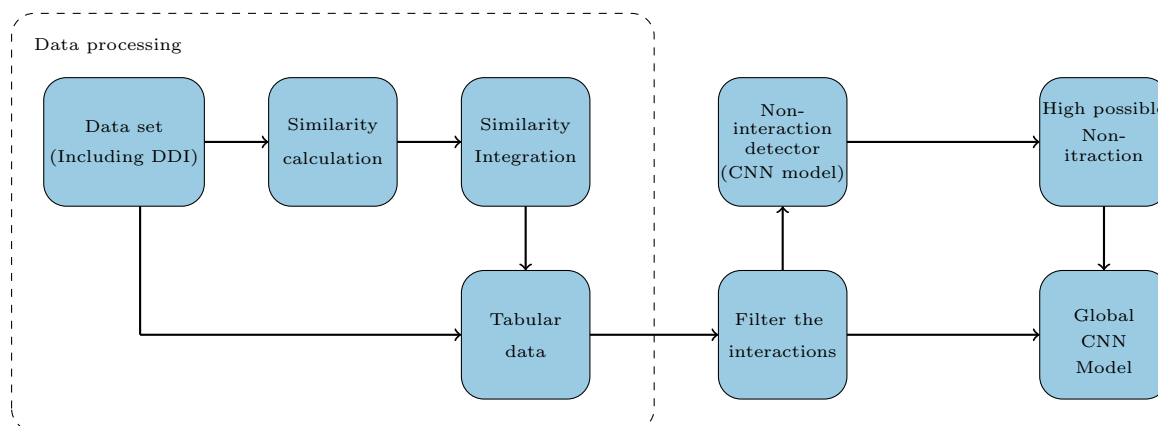 Data processing
Data set
(Including DDI)
Similarity
calculation
Similarity
Integration
Non-
interaction
detector
(CNN model)
High possible
Non-
itraction
Tabular
data
Filter the
interactions
Global
CNN
Model